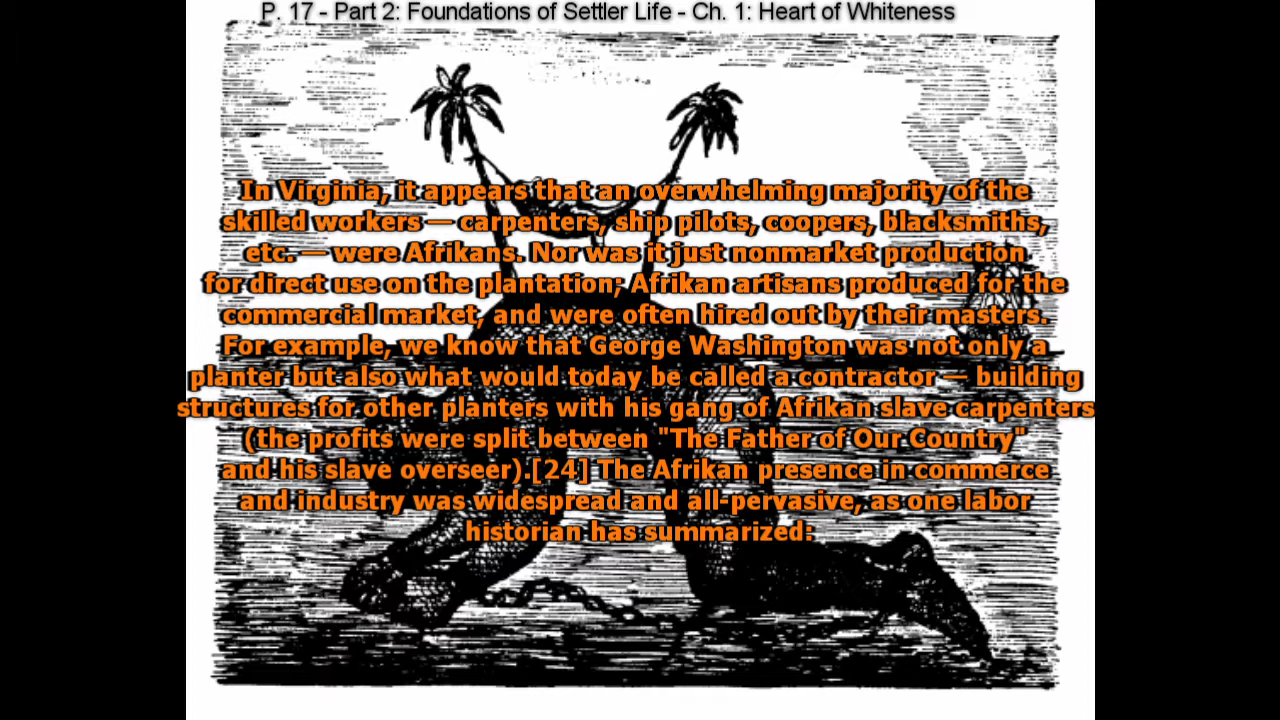 P. 17 - Part 2: Foundations of Settler Life - Ch. 1: Heart of Whiteness
In Virginia, it appears that an overwhelming majority of the
skilled workers — carpenters, ship pilots, coopers, blacksmiths,
etc. — were Afrikans. Nor was it just nonmarket production
for direct use on the plantation; Afrikan artisans produced for the
commercial market, and were often hired out by their masters.
For example, we know that George Washington was not only a
planter but also what would today be called a contractor — building
structures for other planters with his gang of Afrikan slave carpenters
(the profits were split between "The Father of Our Country"
and his slave overseer).[24] The Afrikan presence in commerce
and industry was widespread and all-pervasive, as one labor
historian has summarized: